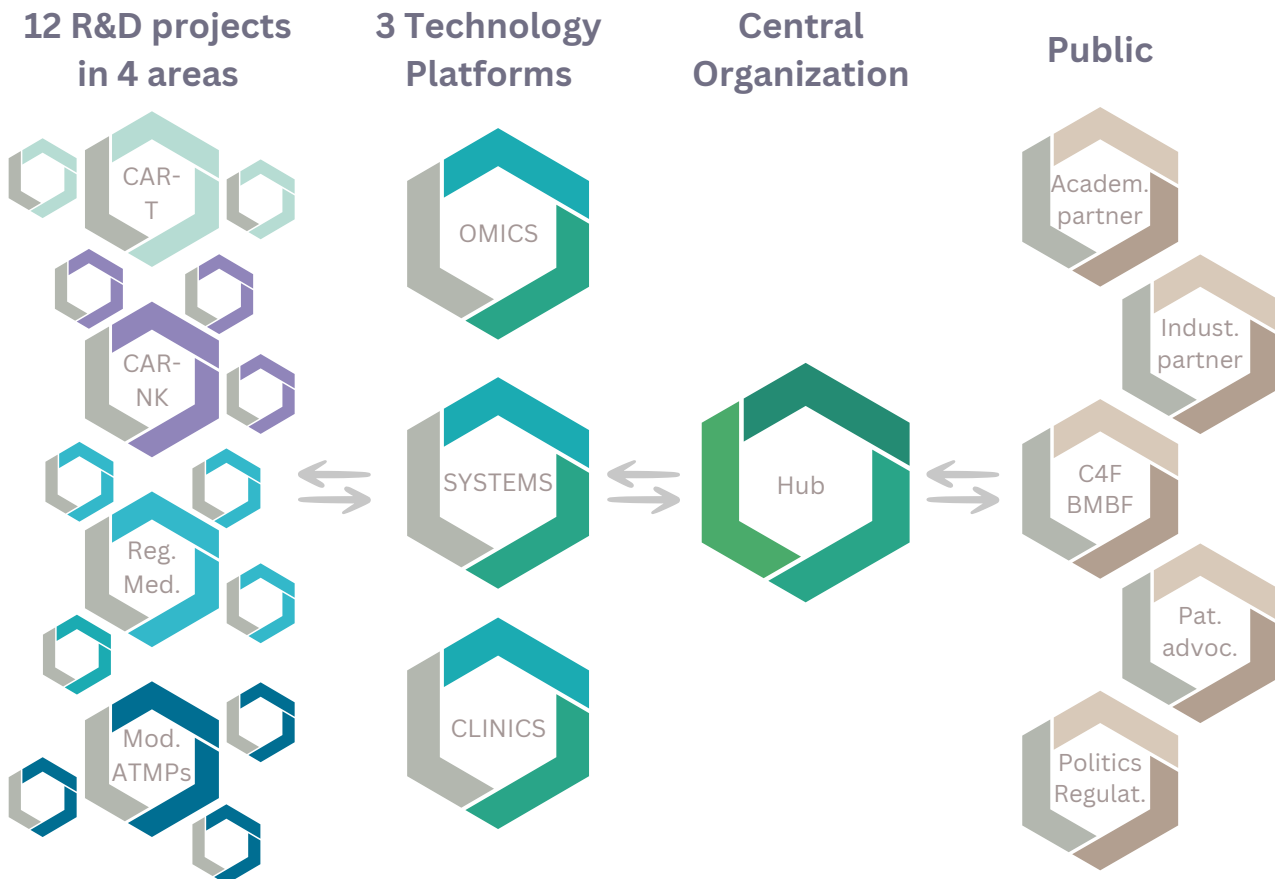 12 R&D projects
in 4 areas
3 Technology
Platforms
Central
Organization
Public
CAR-
T
CAR-
NK
Reg.
Med.
Mod.
ATMPs
OMICS
SYSTEMS
CLINICS
Hub
Academ.
partner
Indust.
partner
C4F
BMBF
Pat.
advoc.
Politics
Regulat.